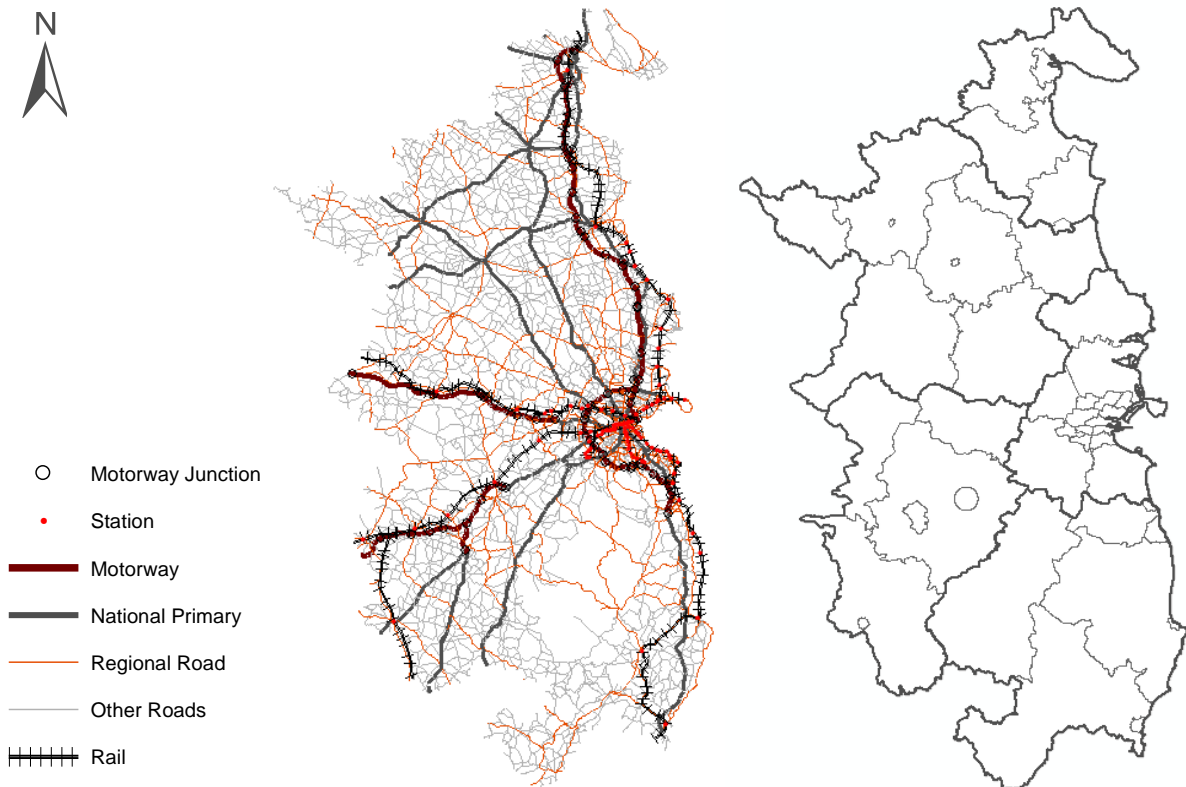 N
Motorway Junction
Station
Motorway
National Primary
Regional Road
Other Roads
Rail